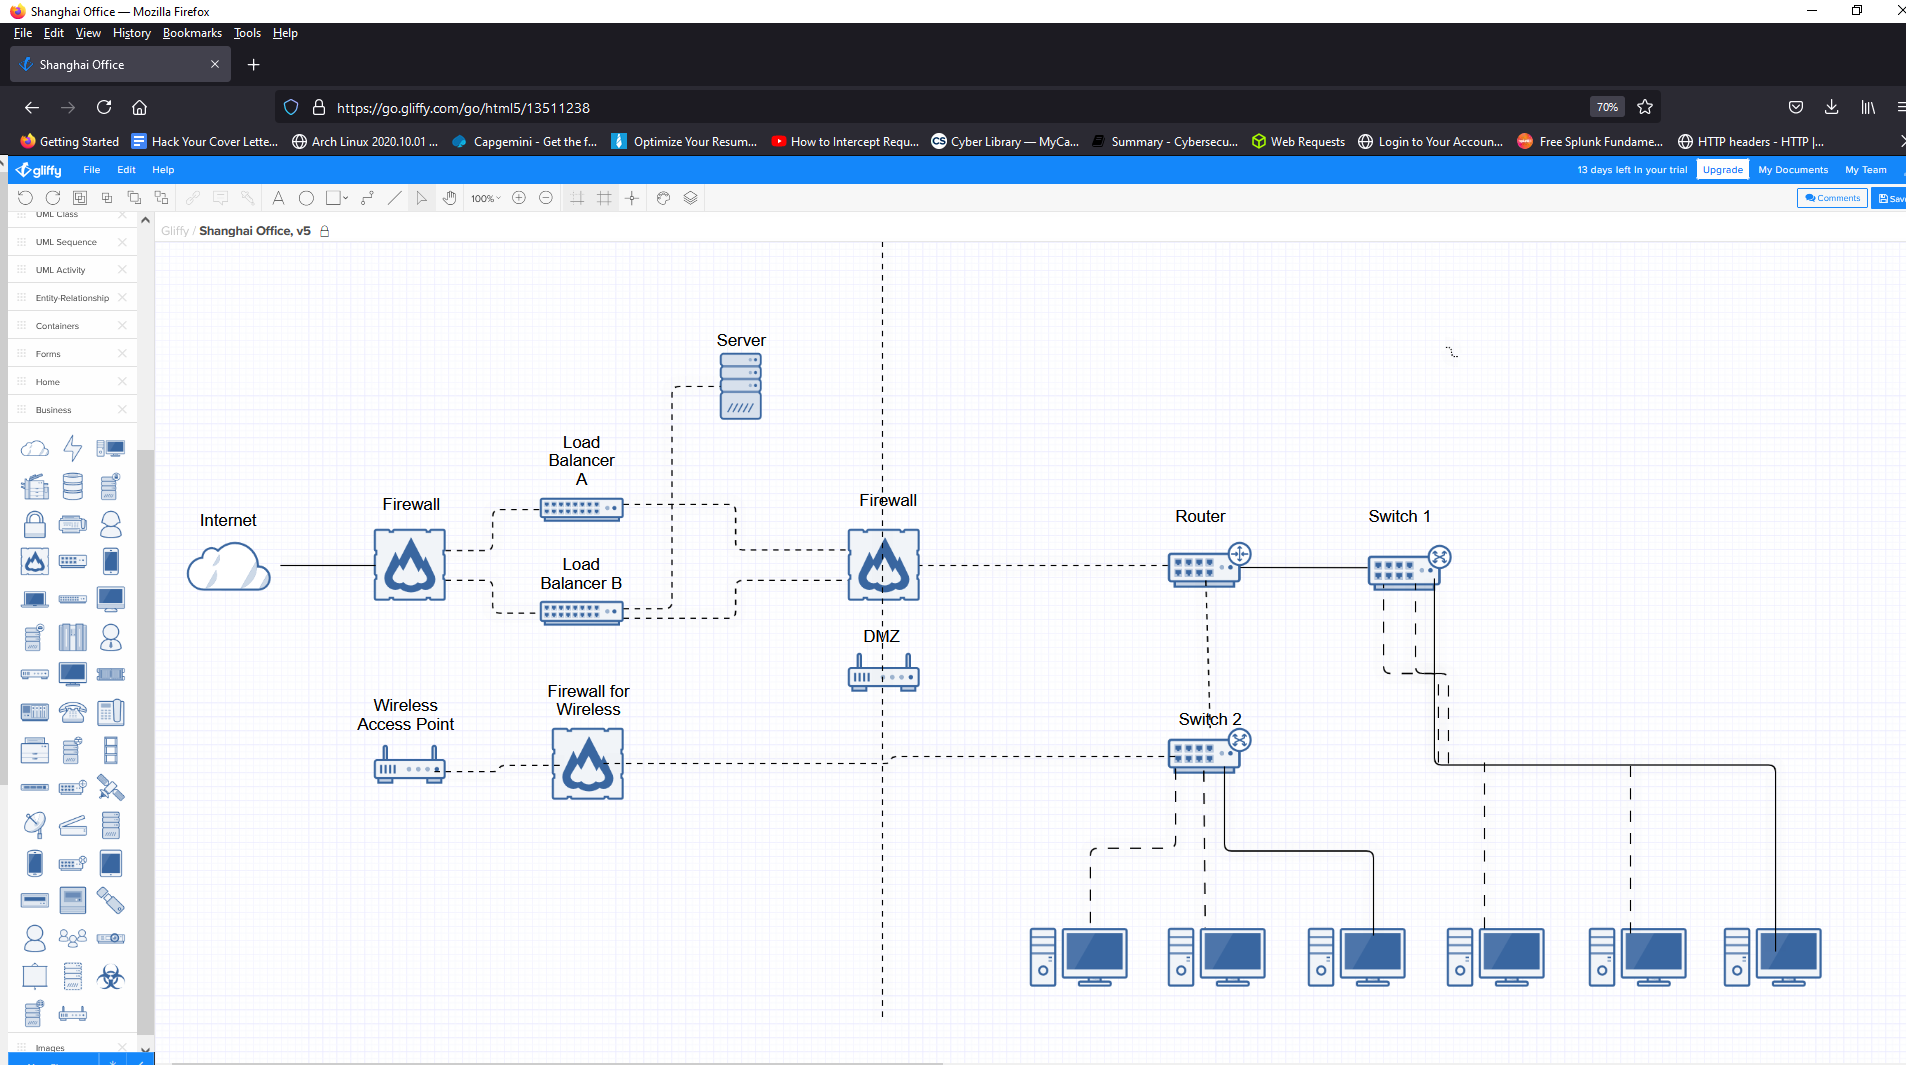 Shanghai Office — Mozilla Firefox
File Edit View History Bookmarks Tools Help
Shanghai Office
https://go.gliffy.com/go/html5/13511238
70%
Getting Started
Hack Your Cover Lette...
Arch Linux 2020.10.01 ...
Capgemini - Get the f...
Optimize Your Resum...
How to Intercept Requ...
CS Cyber Library — MyCa...
Summary - Cybersecu...
Web Requests
Login to Your Accoun...
Free Splunk Fundame...
HTTP headers - HTTP |...
gliffy
File Edit Help
13 days left in your trial
Upgrade
My Documents
My Team
100%
Comments
Sav
Gliffy / Shanghai Office, v5
UML Class
UML Sequence
UML Activity
Entity-Relationship
Containers
Forms
Home
Business
Images
Server
Load
Balancer
A
Firewall
Internet
Load
Balancer B
Firewall
DMZ
Router
Switch 1
Wireless
Access Point
Firewall for
Wireless
Switch 2